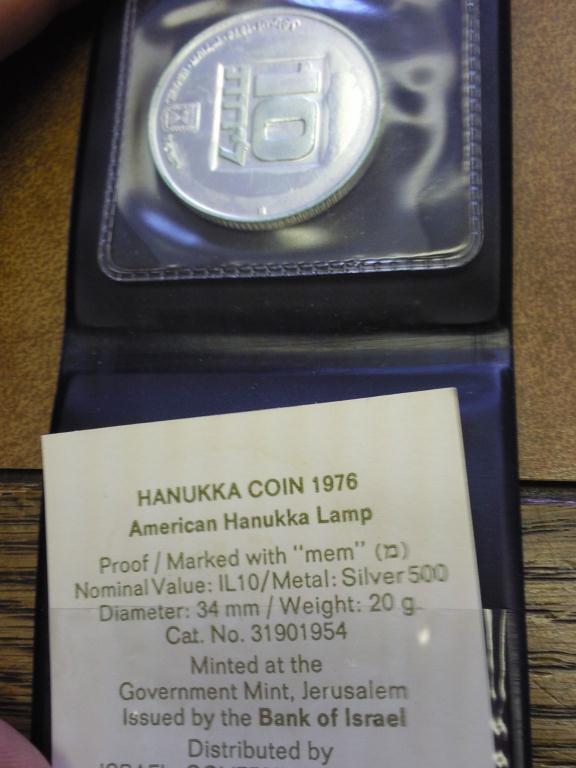 10
HANUKKA COIN 1976
American Hanukka Lamp
Proof / Marked with "mem" (מ)
Nominal Value: IL10/Metal: Silver 500
Diameter: 34 mm / Weight: 20 g.
Cat. No. 31901954
Minted at the
Government Mint, Jerusalem
Issued by the Bank of Israel
Distributed by